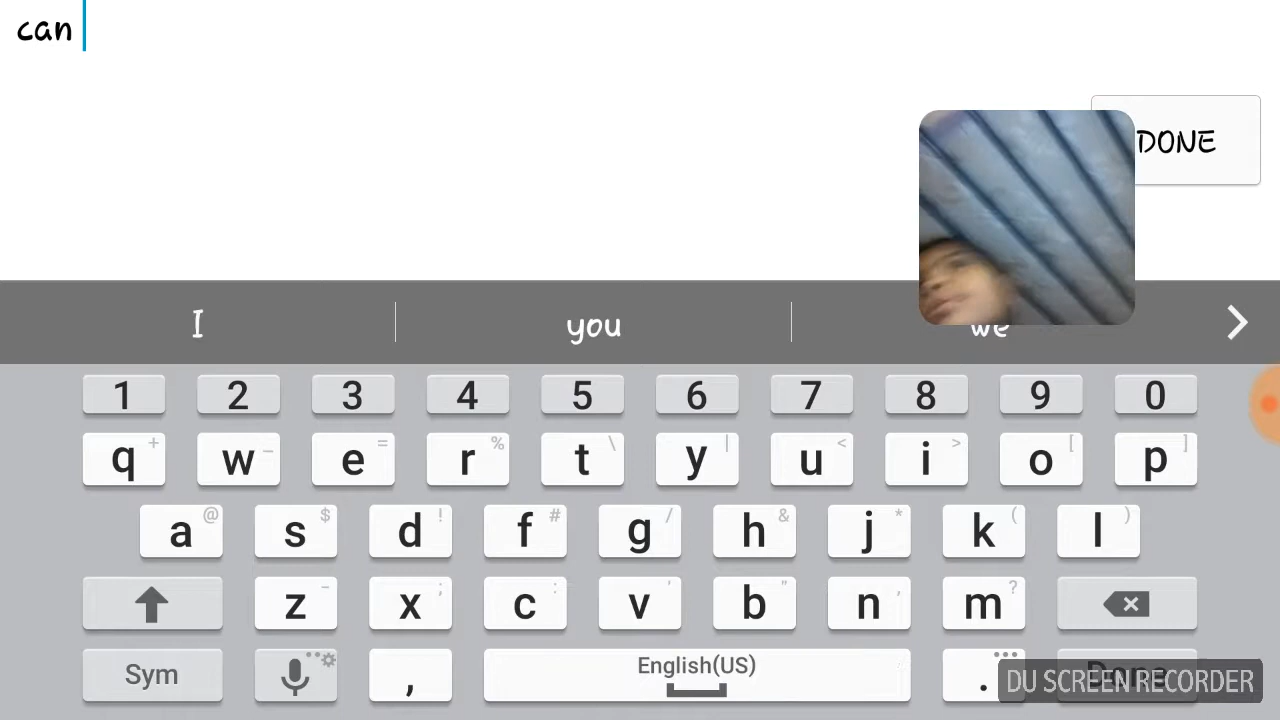 can
DONE
I you we
1 2 3 4 5 6 7 8 9 0
q + w - e = r % t \ y | u < i > o [ p ]
a @ s $ d ! f # g / h & j * k ( l )
z - x ; c : v ' b " n , m ?
Sym , English(US) . Done
DU SCREEN RECORDER